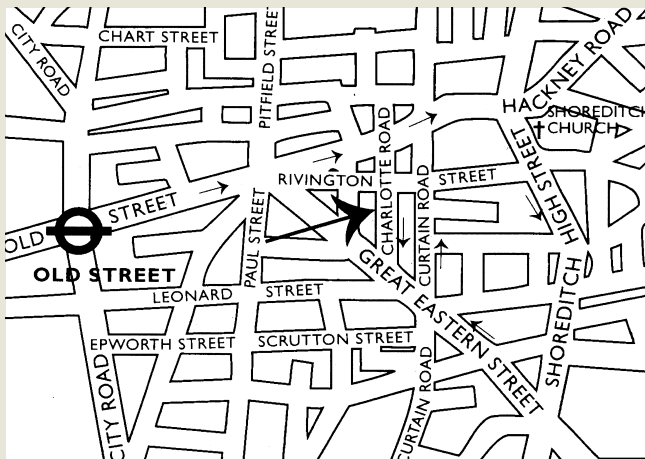 CITY ROAD
CHART STREET
PITFIELD STREET
HACKNEY ROAD
SHOREDITCH
CHURCH
CHARLOTTE ROAD
RIVINGTON STREET
OLD STREET
OLD STREET
PAUL STREET
CURTAIN ROAD
SHOREDITCH HIGH STREET
LEONARD STREET
GREAT EASTERN STREET
EPWORTH STREET
SCRUTTON STREET
CITY ROAD
CURTAIN ROAD